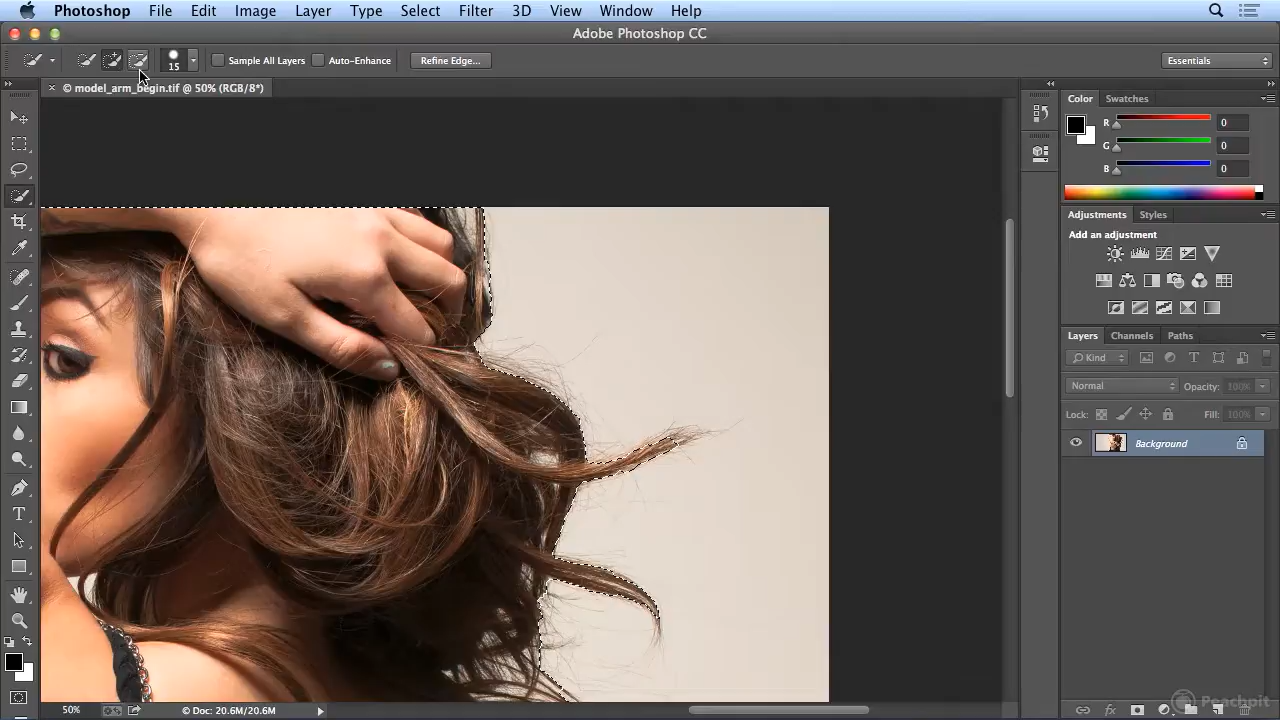 Photoshop File Edit Image Layer Type Select Filter 3D View Window Help
Adobe Photoshop CC
15 Sample All Layers Auto-Enhance Refine Edge... Essentials
× © model_arm_begin.tif @ 50% (RGB/8*)
Color Swatches
R 0
G 0
B 0
Adjustments Styles
Add an adjustment
Layers Channels Paths
Kind T
Normal Opacity: 100%
Lock: Fill: 100%
Background
T
50% © Doc: 20.6M/20.6M
fx
Peachpit